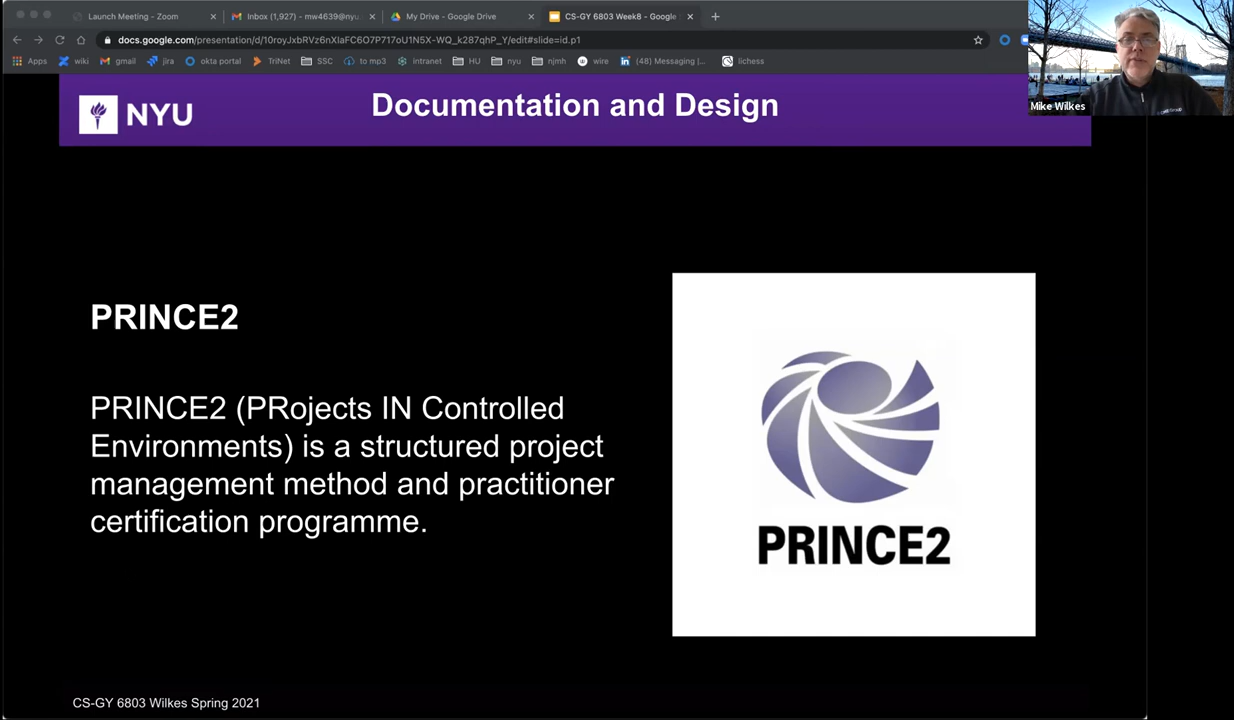 Launch Meeting - Zoom
Inbox (1,927) - mw4639@nyu
My Drive - Google Drive
CS-GY 6803 Week8 - Google
docs.google.com/presentation/d/10royJxbRVz6nXlaFC6O7P717oU1N5X-WQ_k287qhP_Y/edit#slide=id.p1
Apps wiki gmail jira okta portal TriNet SSC to mp3 intranet HU nyu njmh wire (48) Messaging |... lichess
Mike Wilkes
NYU
Documentation and Design
PRINCE2
PRINCE2 (PRojects IN Controlled
Environments) is a structured project
management method and practitioner
certification programme.
PRINCE2
CS-GY 6803 Wilkes Spring 2021